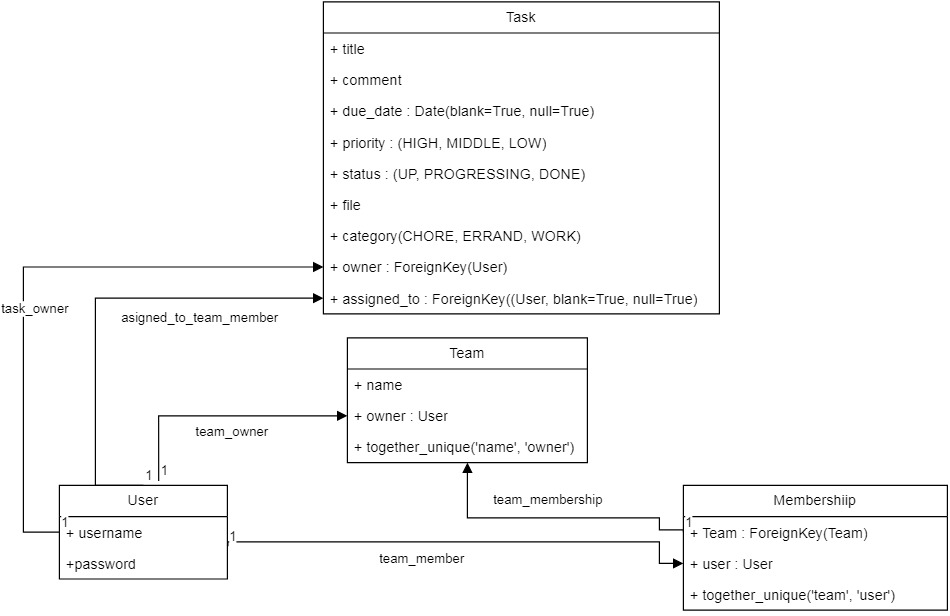 Task
+ title
+ comment
+ due_date : Date(blank=True, null=True)
+ priority : (HIGH, MIDDLE, LOW)
+ status : (UP, PROGRESSING, DONE)
+ file
+ category(CHORE, ERRAND, WORK)
+ owner : ForeignKey(User)
+ assigned_to : ForeignKey((User, blank=True, null=True)
task_owner
asigned_to_team_member
Team
+ name
+ owner : User
+ together_unique('name', 'owner')
team_owner
1
1
User
1
+ username
+password
1
team_member
team_membership
Membershiip
1
+ Team : ForeignKey(Team)
+ user : User
+ together_unique('team', 'user')